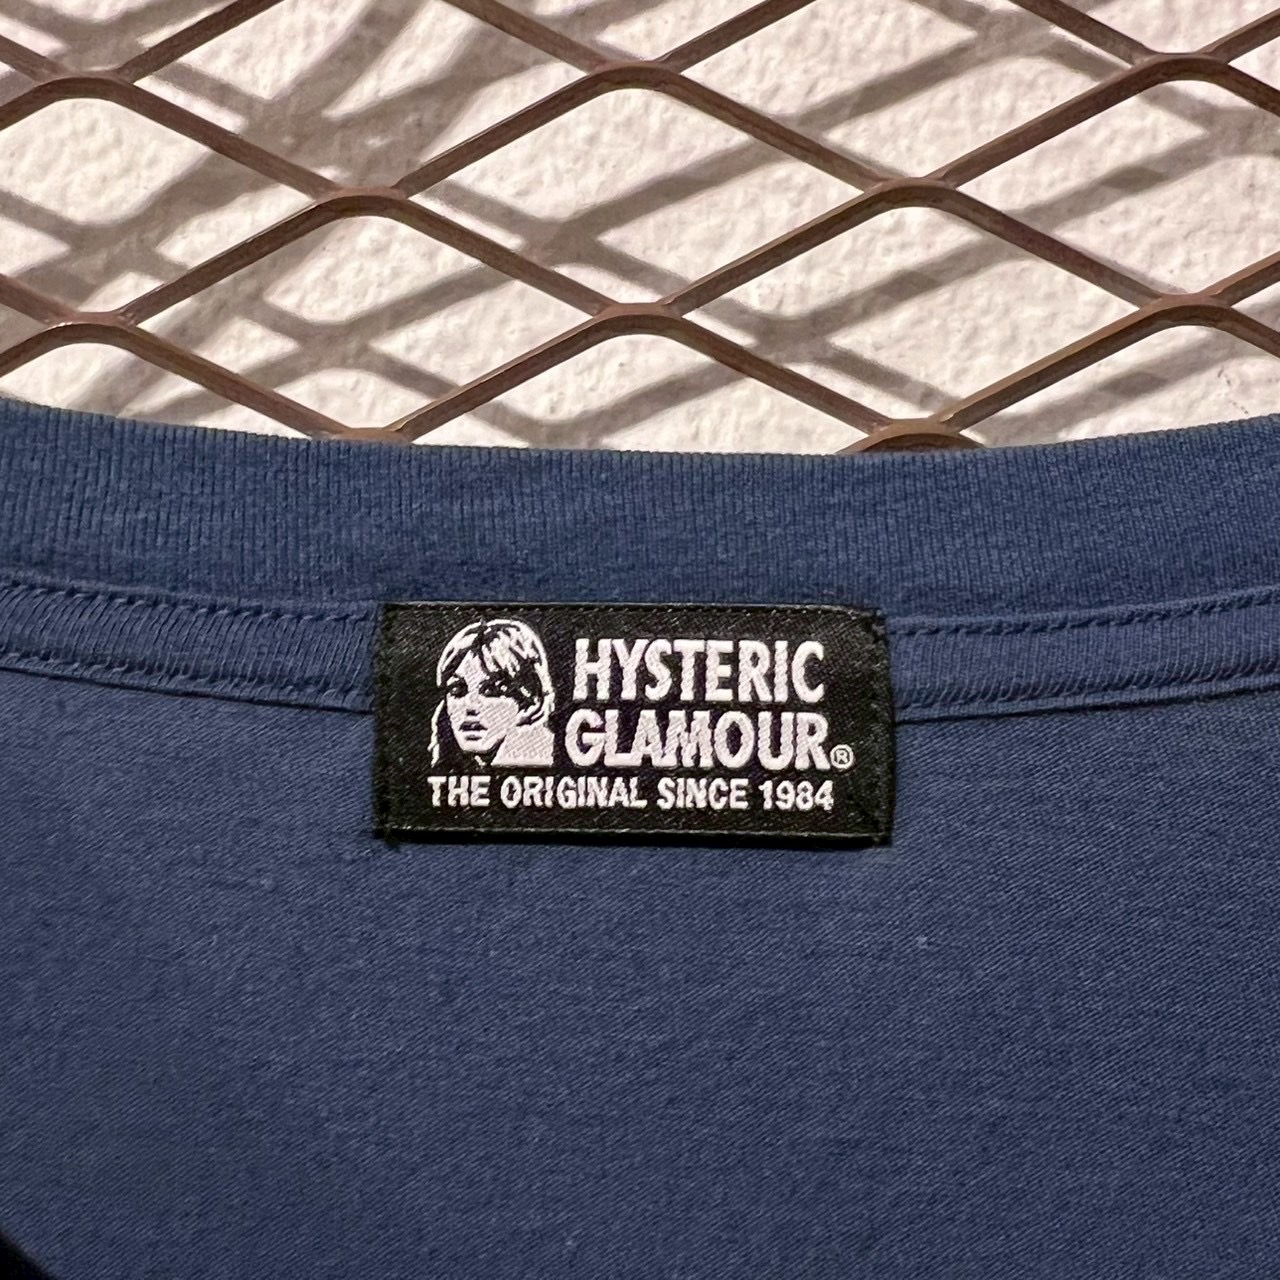 HYSTERIC
GLAMOUR®
THE ORIGINAL SINCE 1984